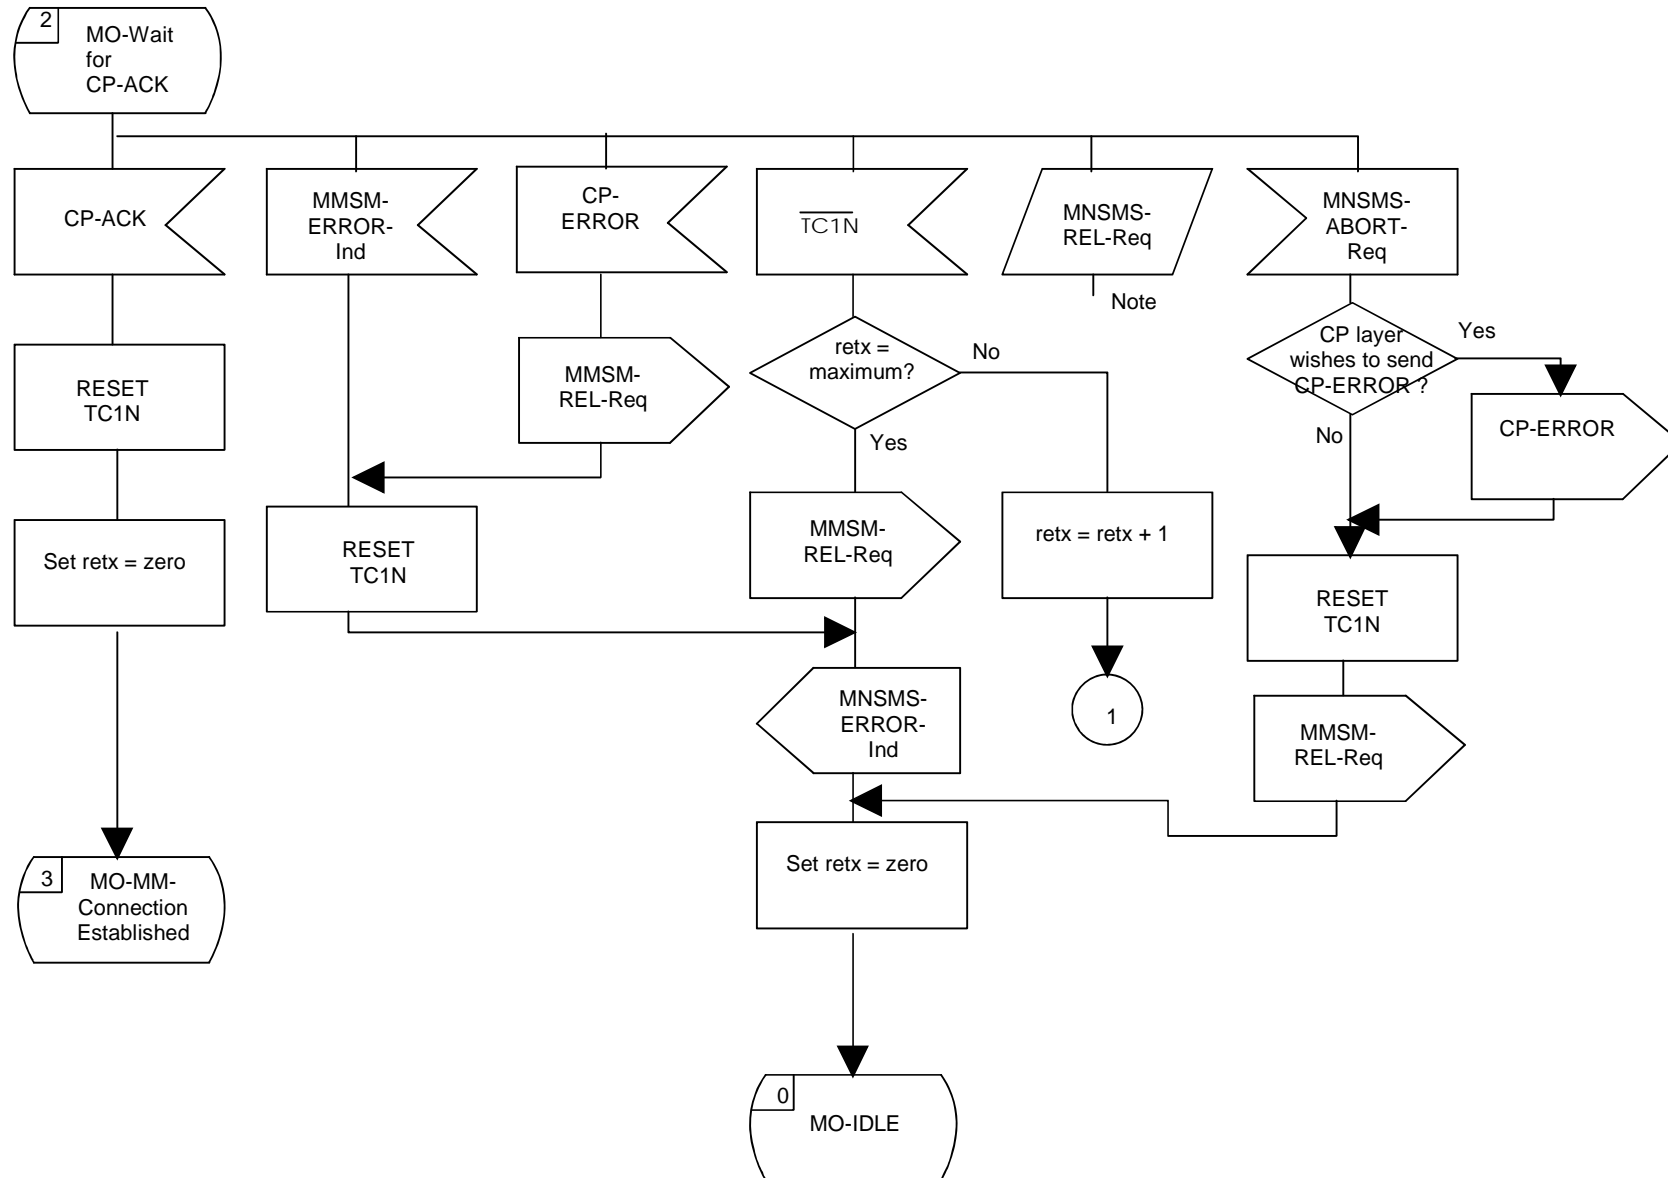 2
MO-Wait
for
CP-ACK
CP-ACK
MMSM-
ERROR-
Ind
CP-
ERROR
TC1N
MNSMS-
REL-Req
Note
MNSMS-
ABORT-
Req
RESET
TC1N
MMSM-
REL-Req
retx =
maximum?
No
Yes
CP layer
wishes to send
CP-ERROR ?
Yes
No
CP-ERROR
Set retx = zero
RESET
TC1N
MMSM-
REL-Req
retx = retx + 1
RESET
TC1N
MNSMS-
ERROR-
Ind
1
MMSM-
REL-Req
3
MO-MM-
Connection
Established
Set retx = zero
0
MO-IDLE